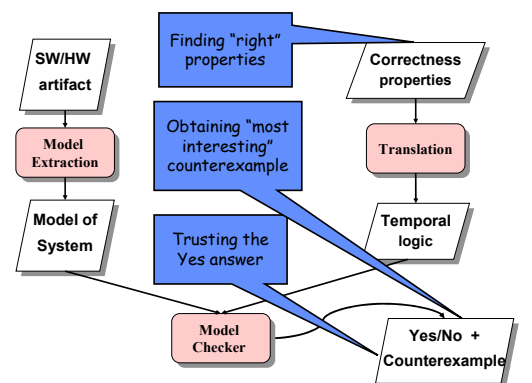 SW/HW
artifact
Finding “right”
properties
Correctness
properties
Model
Extraction
Obtaining “most
interesting”
counterexample
Translation
Model of
System
Trusting the
Yes answer
Temporal
logic
Model
Checker
Yes/No +
Counterexample